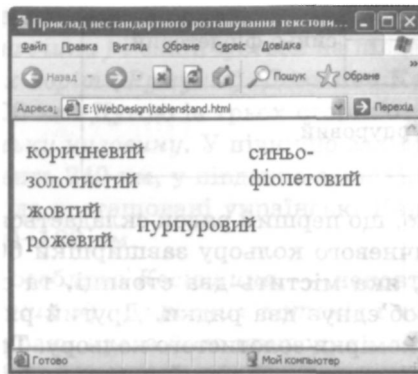 Приклад нестандартного розташування текстови...
Файл Правка Вигляд Обране Сервіс Довідка
Назад Пошук Обране
Адреса: E:\WebDesign\tablenstand.html Перехід
коричневий синьо-
золотистий фіолетовий
жовтий
пурпуровий
рожевий
Готово Мой компьютер